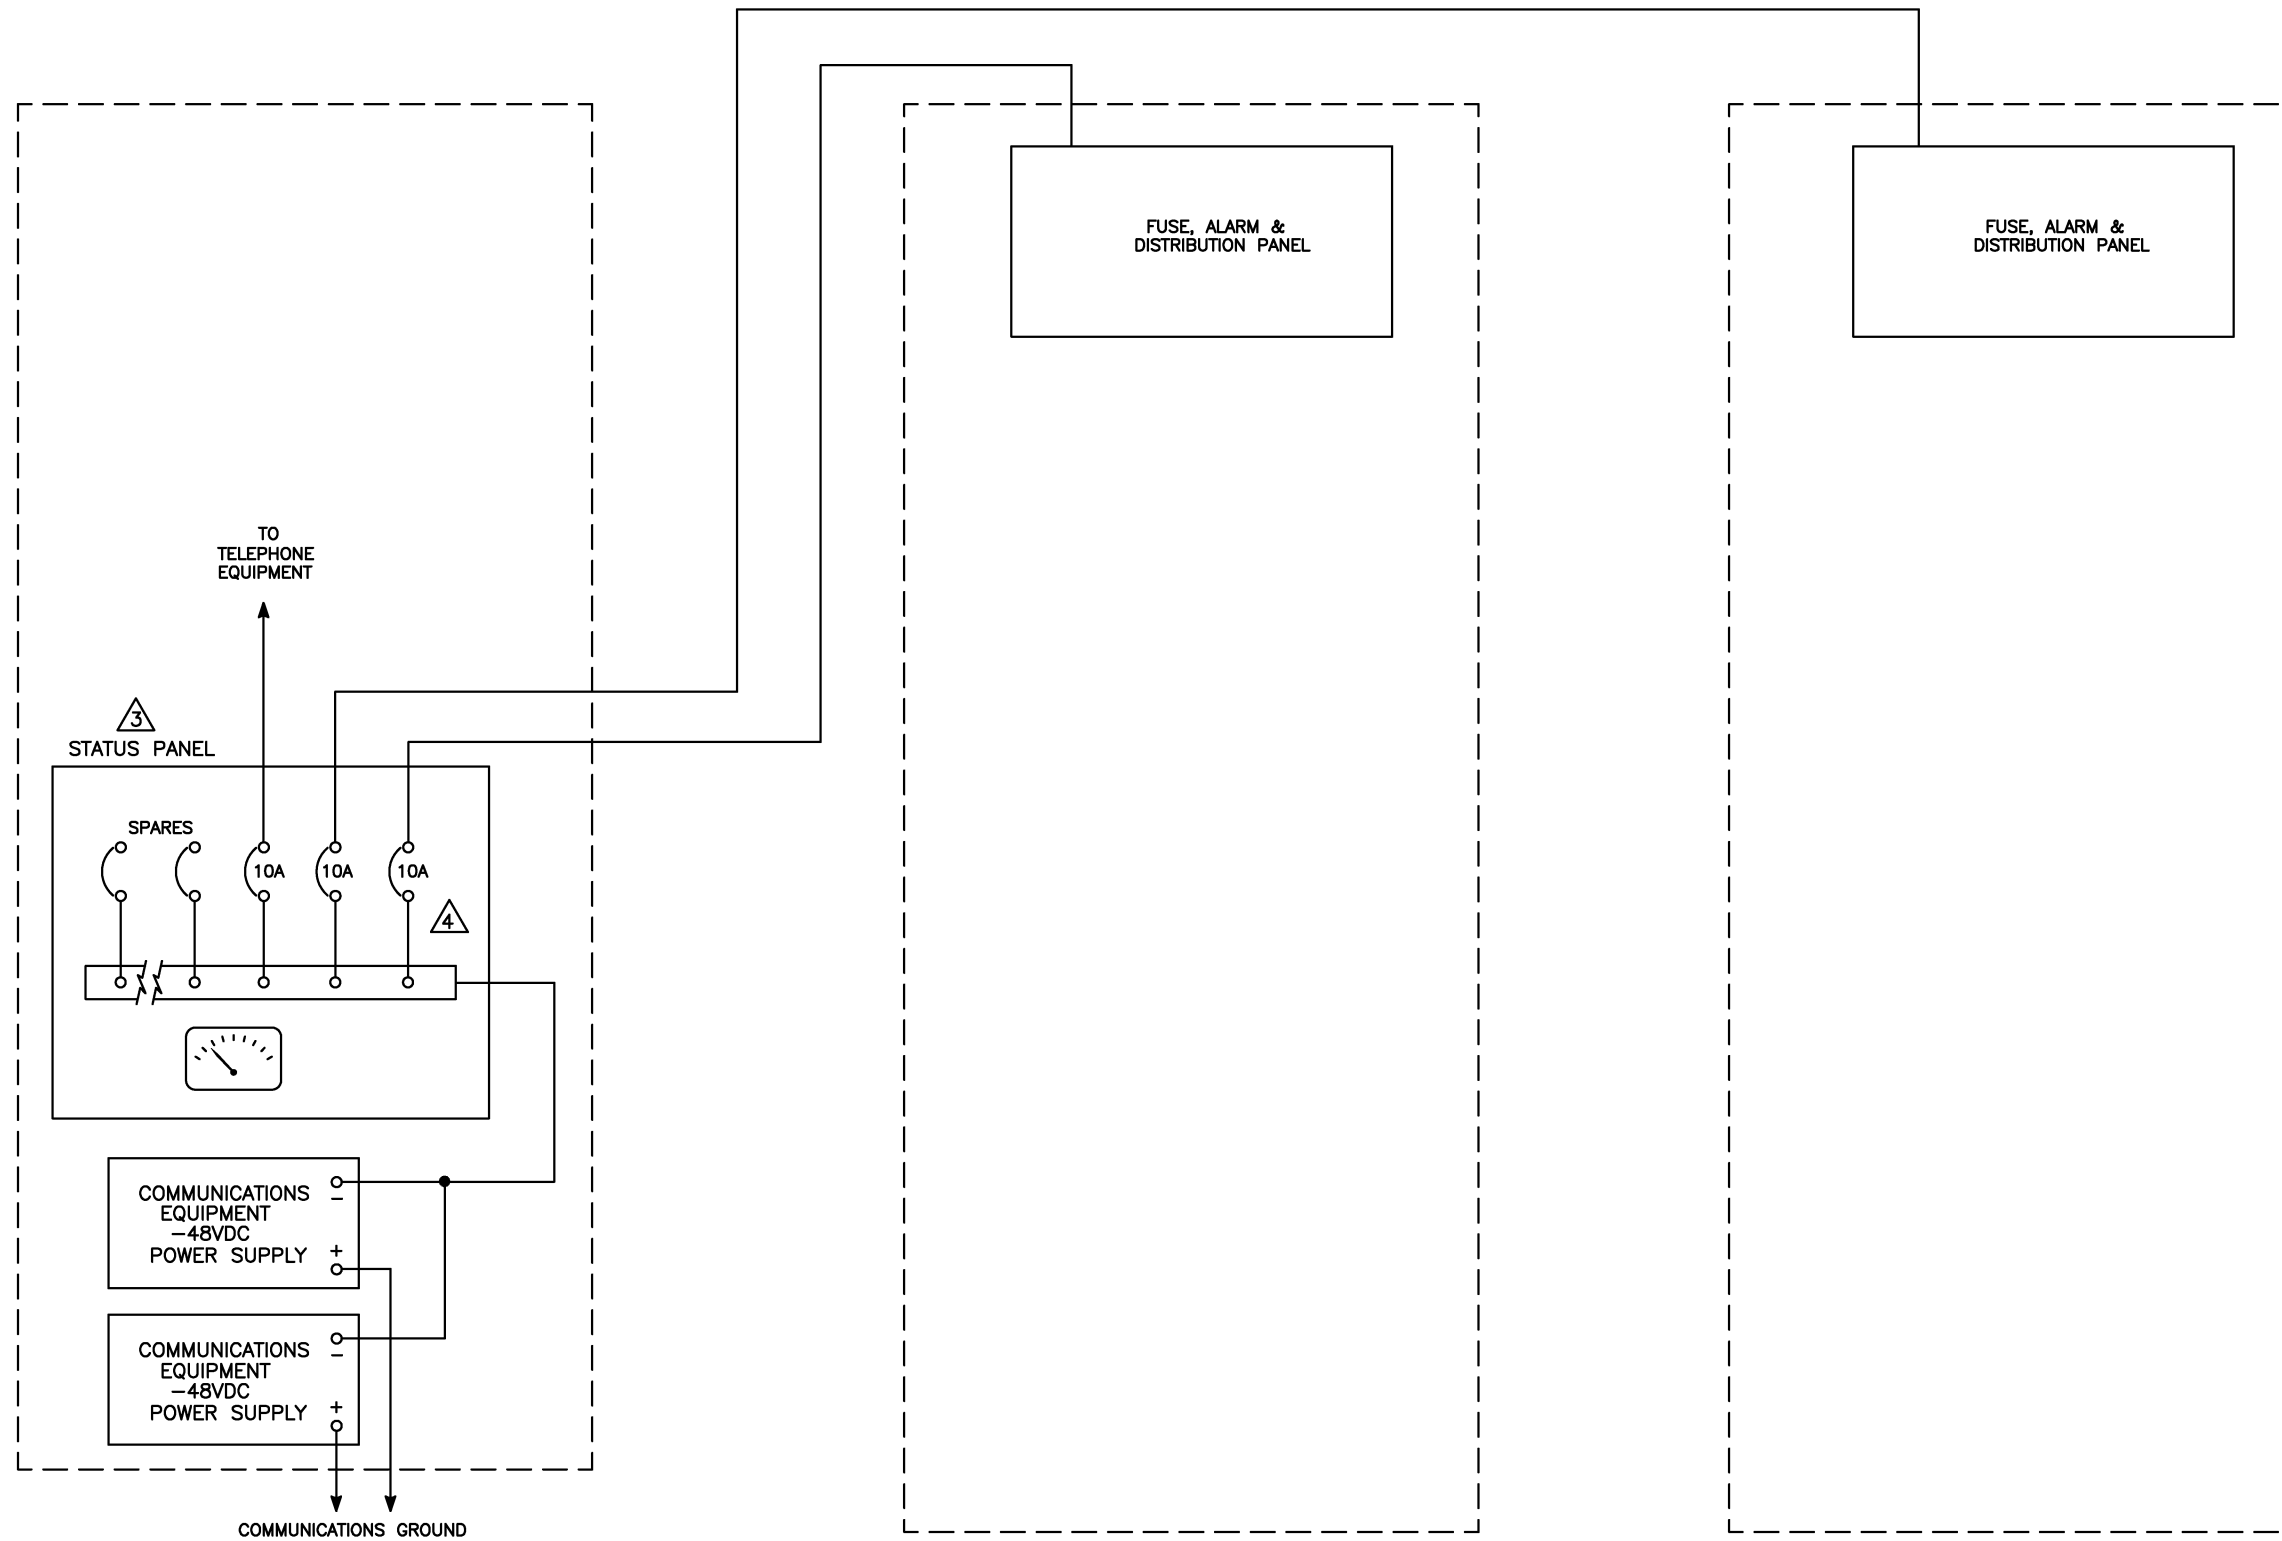 FUSE, ALARM &
DISTRIBUTION PANEL
FUSE, ALARM &
DISTRIBUTION PANEL
TO
TELEPHONE
EQUIPMENT
3
STATUS PANEL
SPARES
10A
10A
10A
4
COMMUNICATIONS
EQUIPMENT
-48VDC
POWER SUPPLY
-
+
COMMUNICATIONS
EQUIPMENT
-48VDC
POWER SUPPLY
-
+
COMMUNICATIONS GROUND